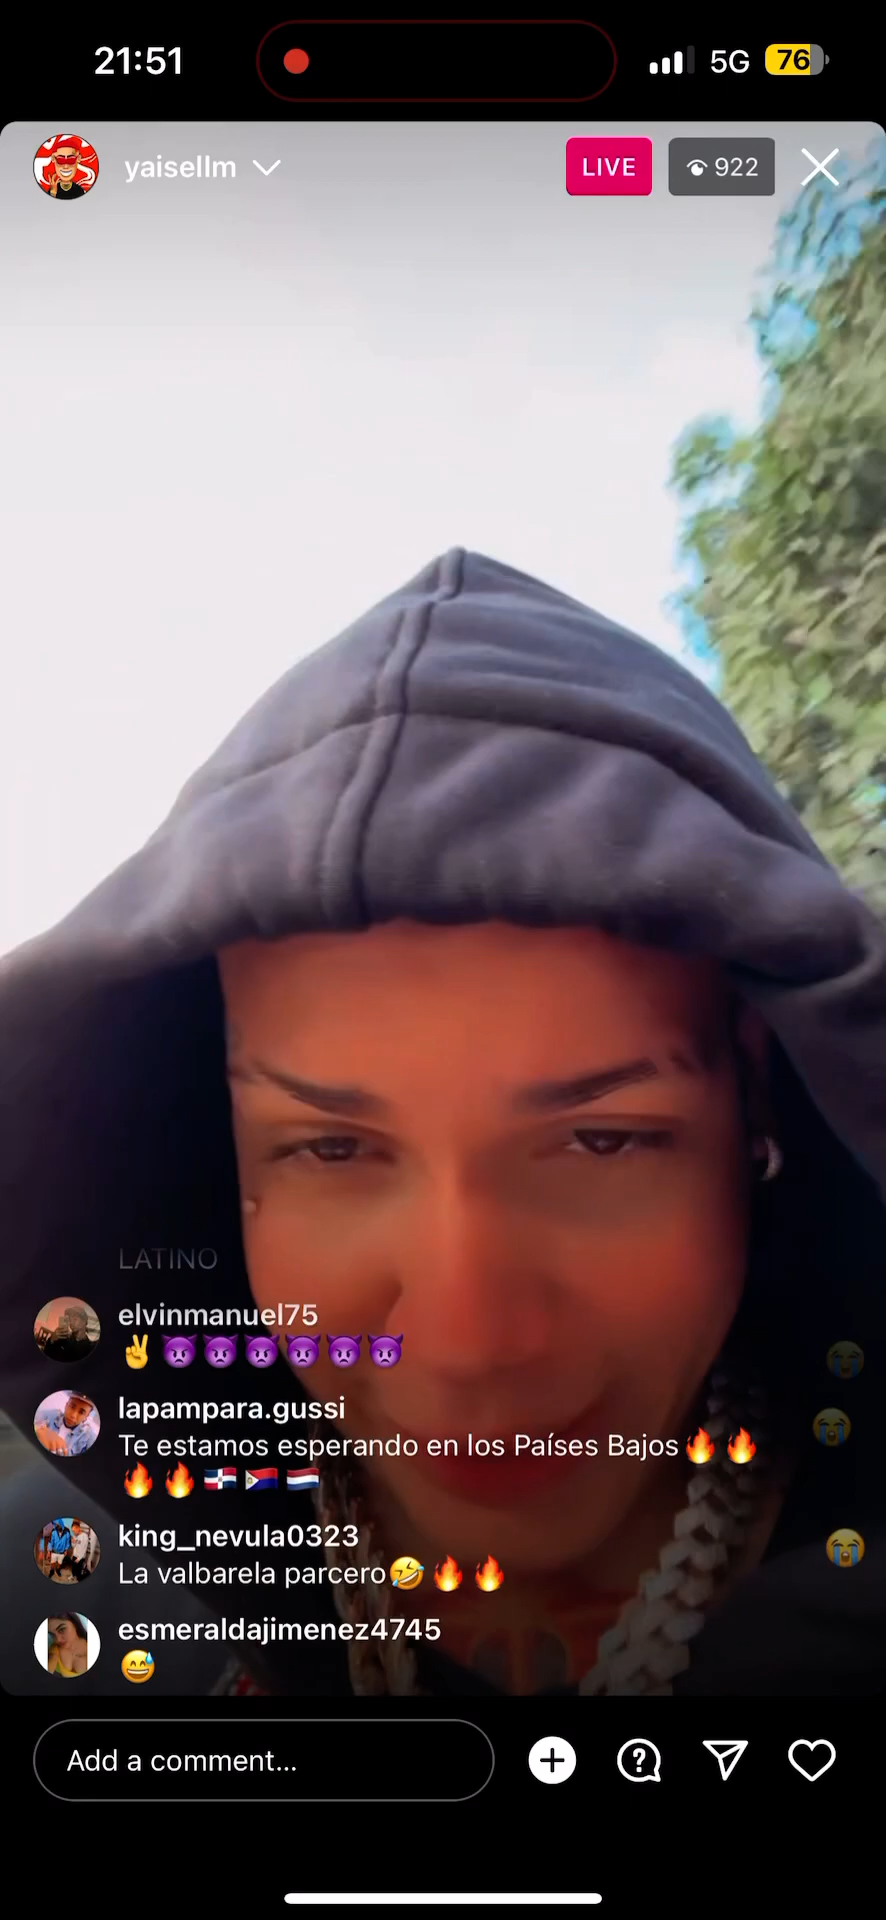 21:51
5G
76
yaisellm
LIVE
922
LATINO
elvinmanuel75
✌️👿👿👿👿👿👿
lapampara.gussi
Te estamos esperando en los Países Bajos🔥🔥
🔥🔥🇩🇴🇸🇽🇳🇱
king_nevula0323
La valbarela parcero🤣🔥🔥
esmeraldajimenez4745
😅
Add a comment...